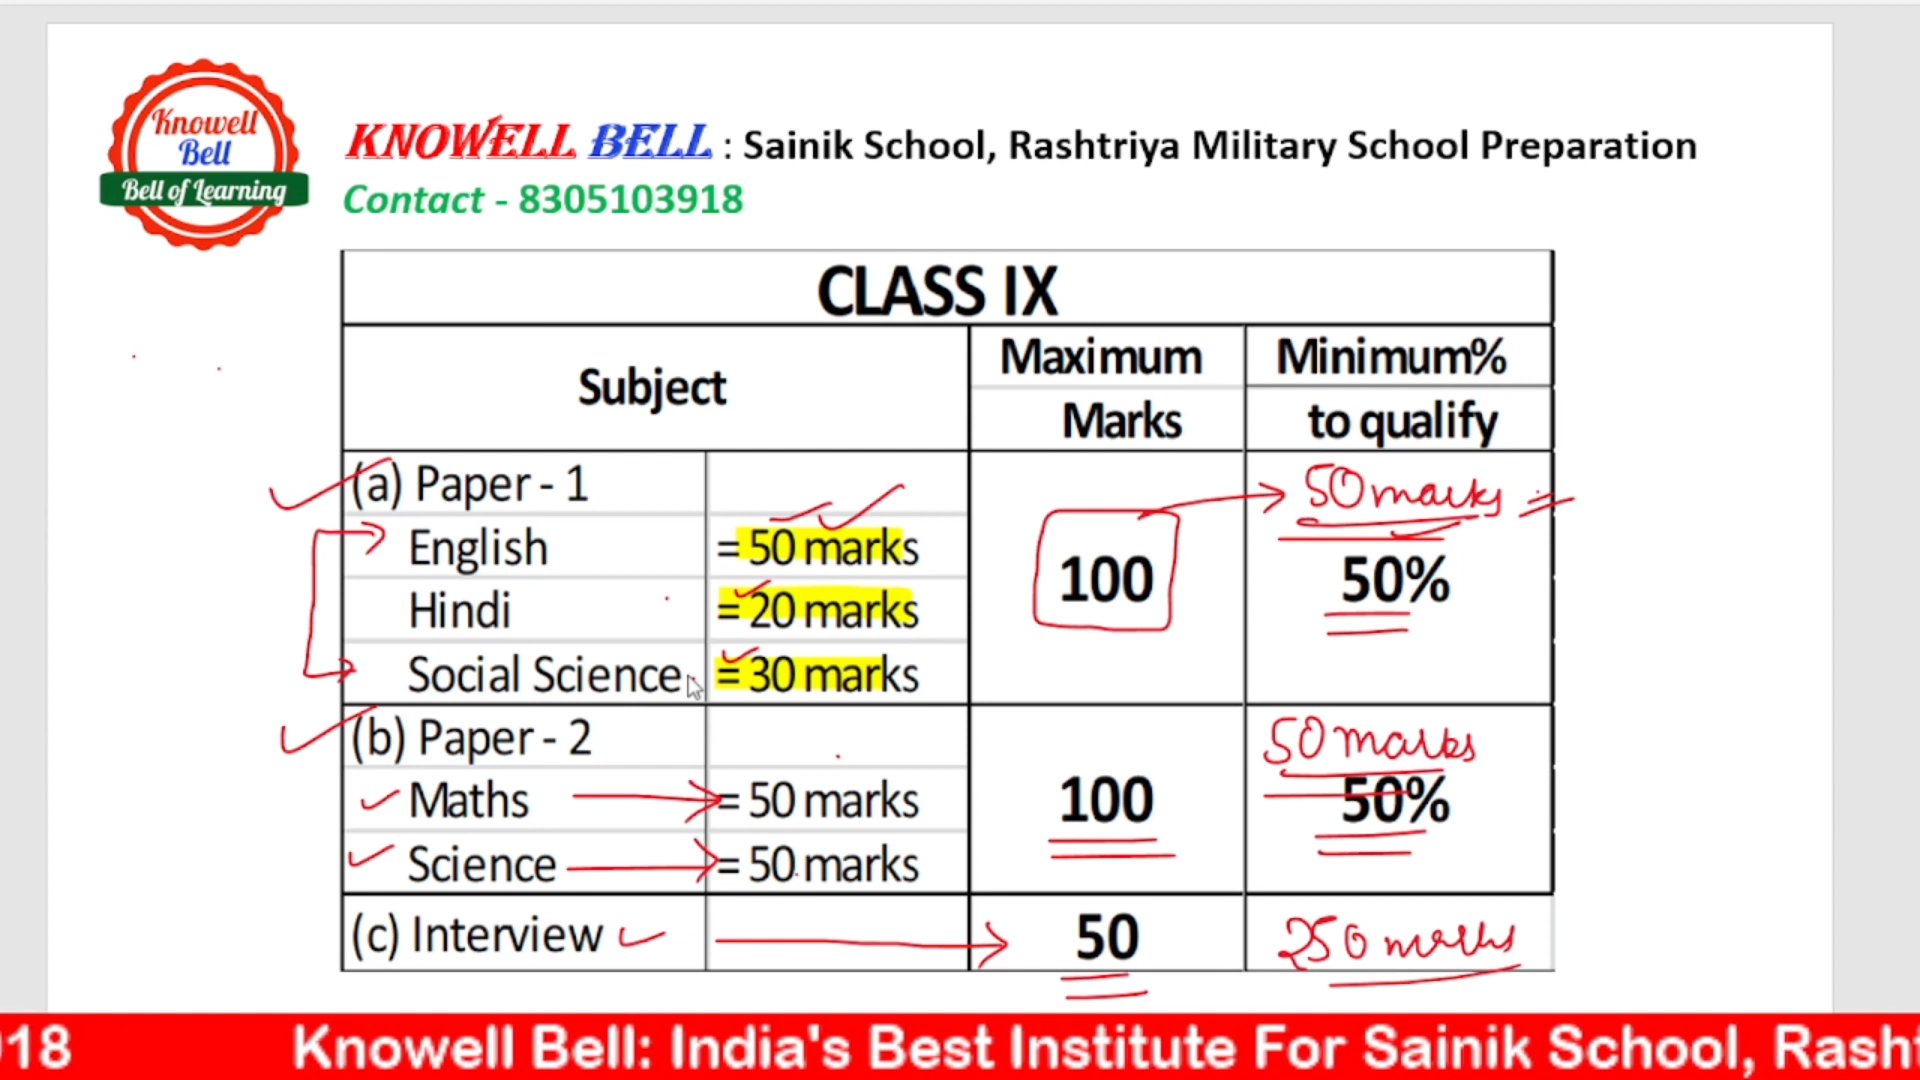 Knowell
Bell
Bell of Learning
KNOWELL BELL : Sainik School, Rashtriya Military School Preparation
Contact - 8305103918
CLASS IX
Subject
Maximum
Marks
Minimum%
to qualify
(a) Paper - 1
50 marks =
English = 50 marks
100
50%
Hindi = 20 marks
Social Science = 30 marks
(b) Paper - 2
50 marks
Maths = 50 marks
100
50%
Science = 50 marks
(c) Interview
50
250 marks
918 Knowell Bell: India's Best Institute For Sainik School, Rasht